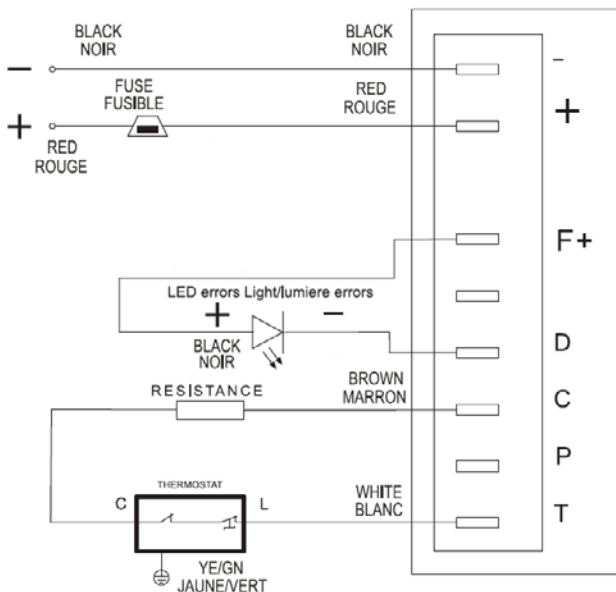 BLACK
NOIR
BLACK
NOIR
−
–
FUSE
FUSIBLE
RED
ROUGE
+
+
RED
ROUGE
F+
LED errors Light/lumiere errors
+
−
BLACK
NOIR
D
BROWN
MARRON
RESISTANCE
C
P
THERMOSTAT
C
L
WHITE
BLANC
T
YE/GN
JAUNE/VERT